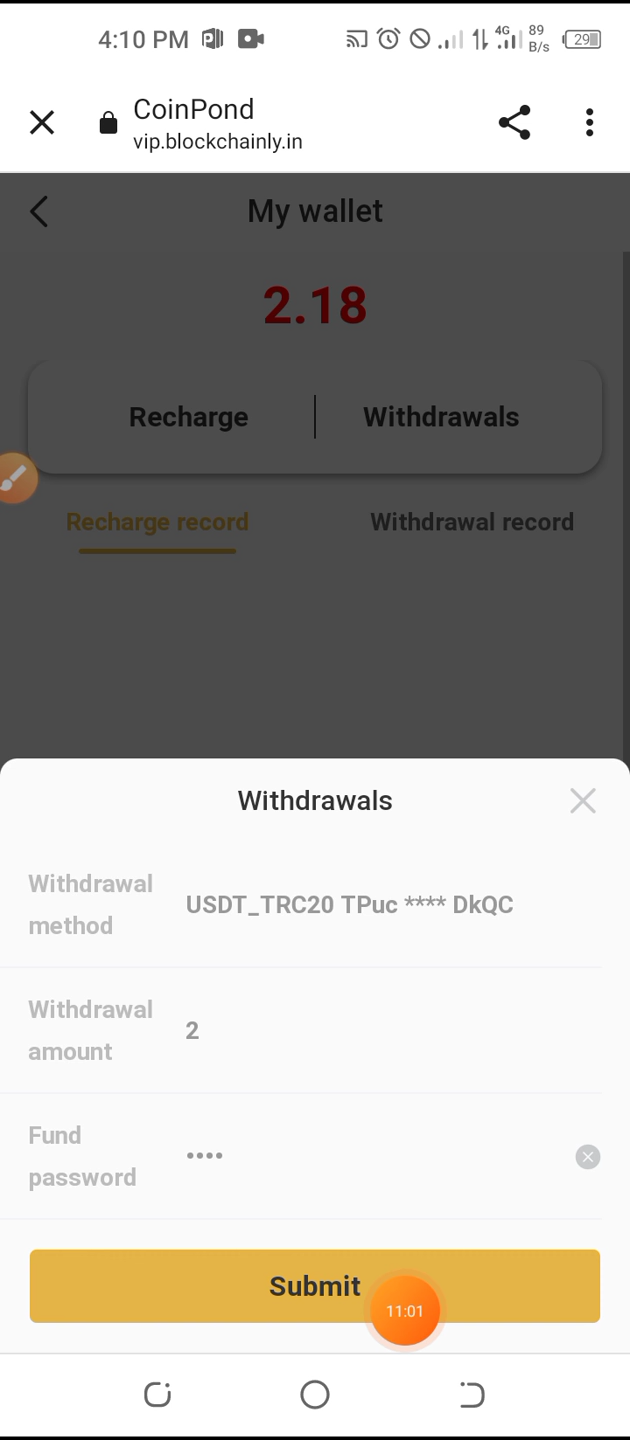 4:10 PM 4G 89 B/s 29
CoinPond
vip.blockchainly.in
My wallet
2.18
Recharge Withdrawals
Recharge record Withdrawal record
Withdrawals
Withdrawal
method
USDT_TRC20 TPuc **** DkQC
Withdrawal
amount
2
Fund
password
••••
Submit
11:01